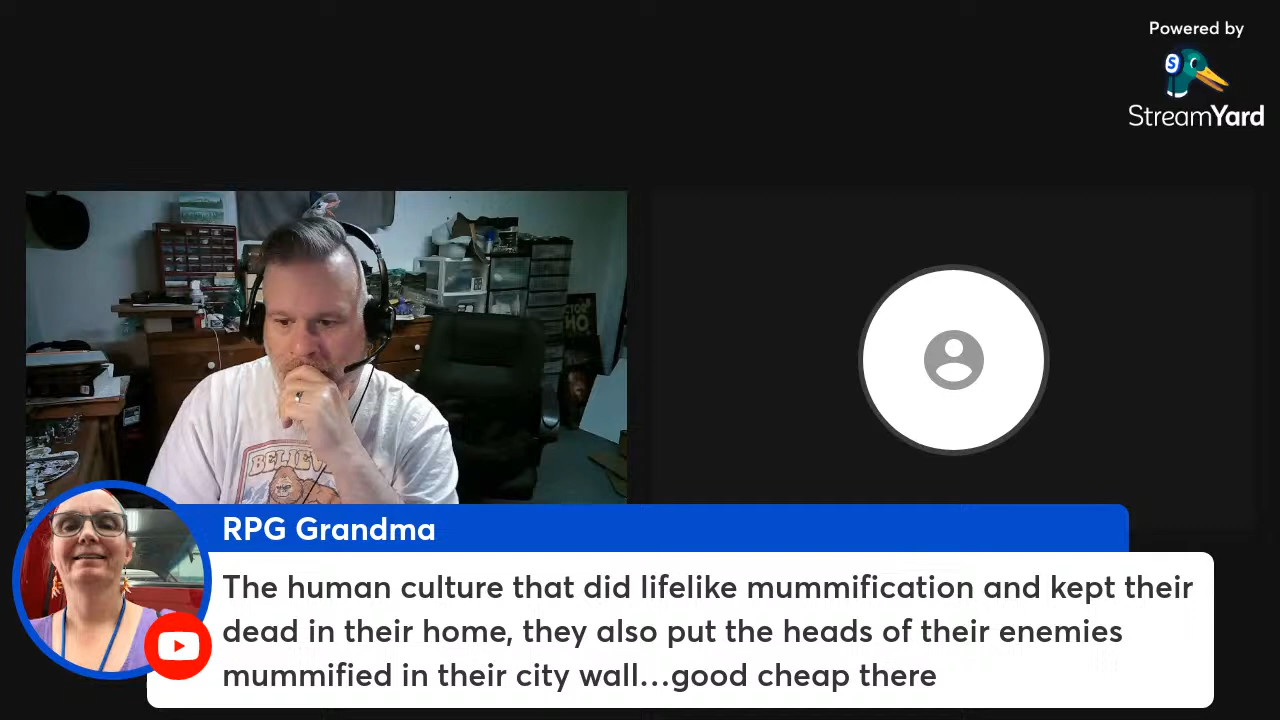 Powered by
S
StreamYard
BELIEVE
RPG Grandma
The human culture that did lifelike mummification and kept their
dead in their home, they also put the heads of their enemies
mummified in their city wall...good cheap there